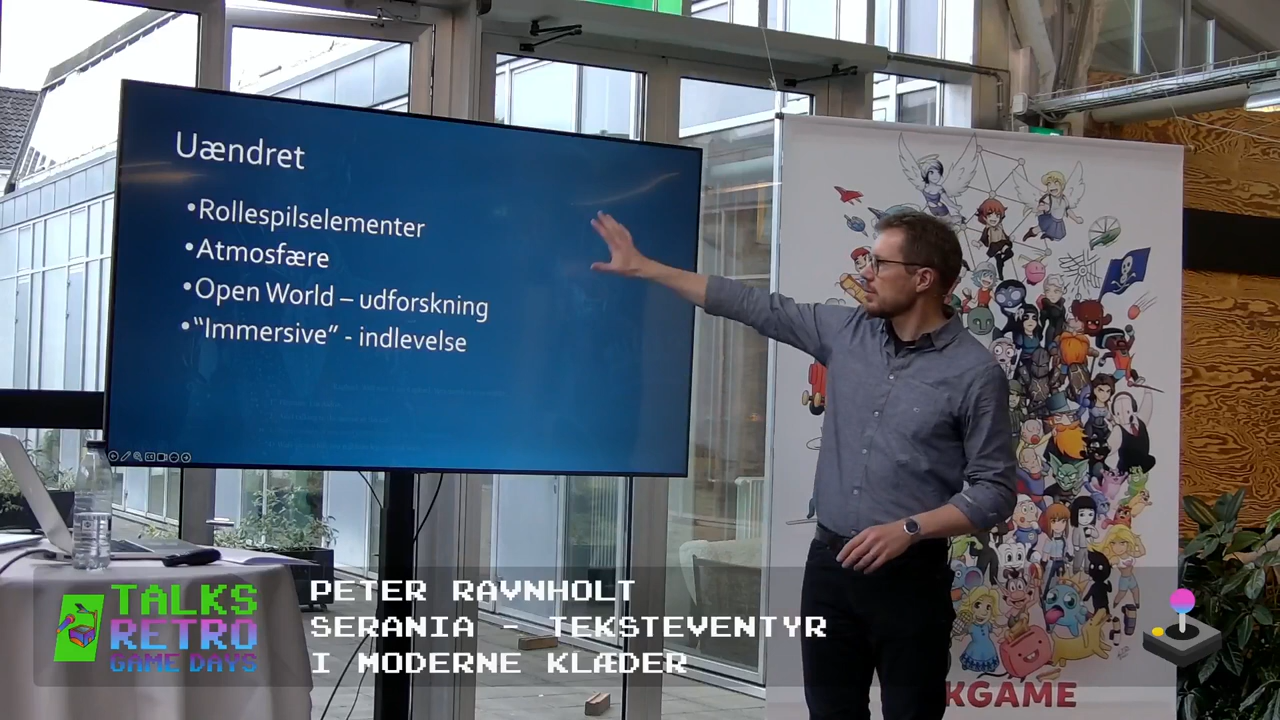 Uændret
•Rollespilselementer
•Atmosfære
•Open World – udforskning
•“Immersive” - indlevelse
TALKS
RETRO
GAME DAYS
PETER RAVNHOLT
SERANIA - TEKSTEVENTYR
I MODERNE KLÆDER
KGAME